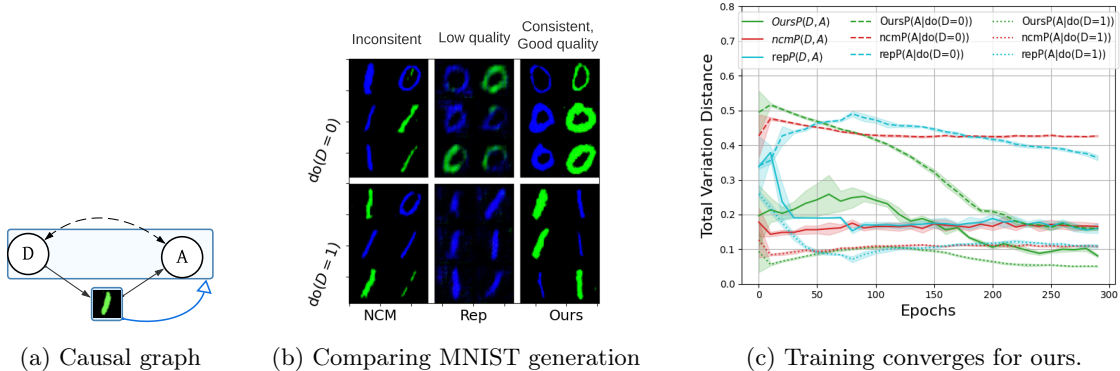 D
A
(a) Causal graph
Inconsitent
Low quality
Consistent,
Good quality
do(D = 0)
do(D = 1)
NCM
Rep
Ours
(b) Comparing MNIST generation
0.8
0.7
0.6
0.5
0.4
0.3
0.2
0.1
0.0
Total Variation Distance
OursP(D, A)
ncmP(D, A)
repP(D, A)
OursP(A|do(D=0))
ncmP(A|do(D=0))
repP(A|do(D=0))
OursP(A|do(D=1))
ncmP(A|do(D=1))
repP(A|do(D=1))
0 50 100 150 200 250 300
Epochs
(c) Training converges for ours.